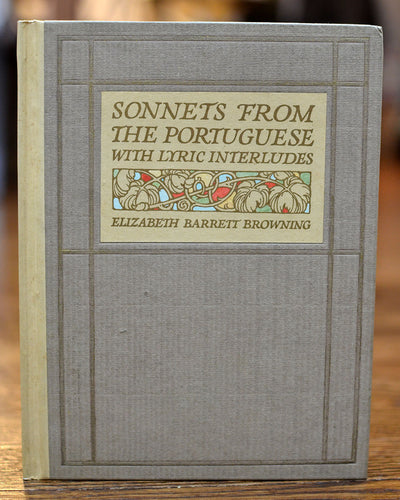 SONNETS FROM
THE PORTUGUESE
WITH LYRIC INTERLUDES
ELIZABETH BARRETT BROWNING